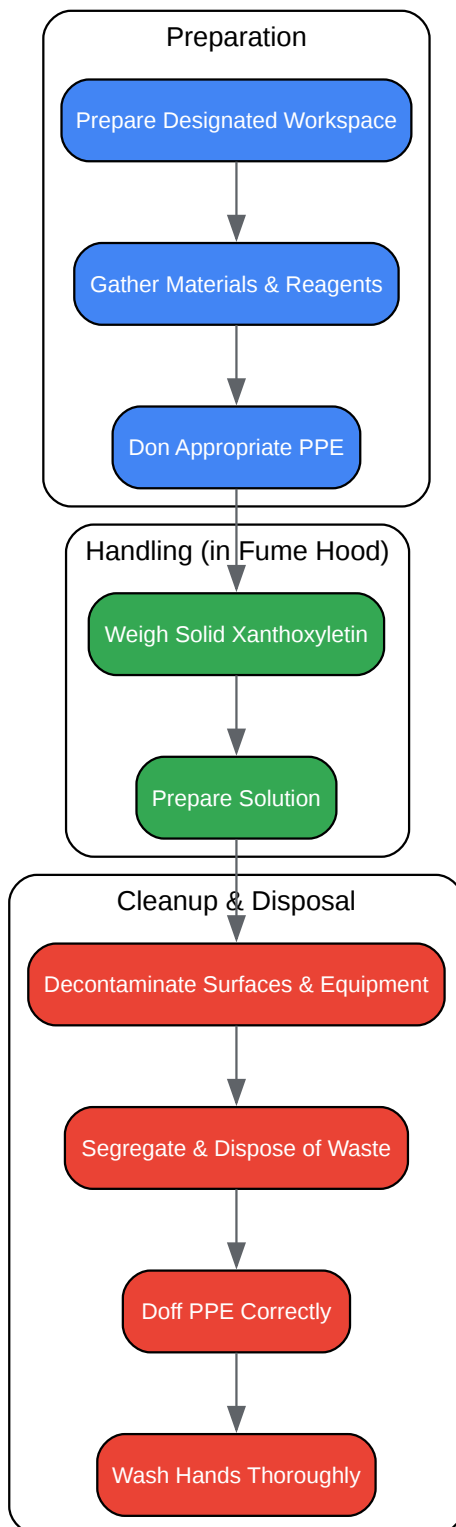 Preparation
Prepare Designated Workspace
Gather Materials & Reagents
Don Appropriate PPE
Handling (in Fume Hood)
Weigh Solid Xanthoxyletin
Prepare Solution
Cleanup & Disposal
Decontaminate Surfaces & Equipment
Segregate & Dispose of Waste
Doff PPE Correctly
Wash Hands Thoroughly